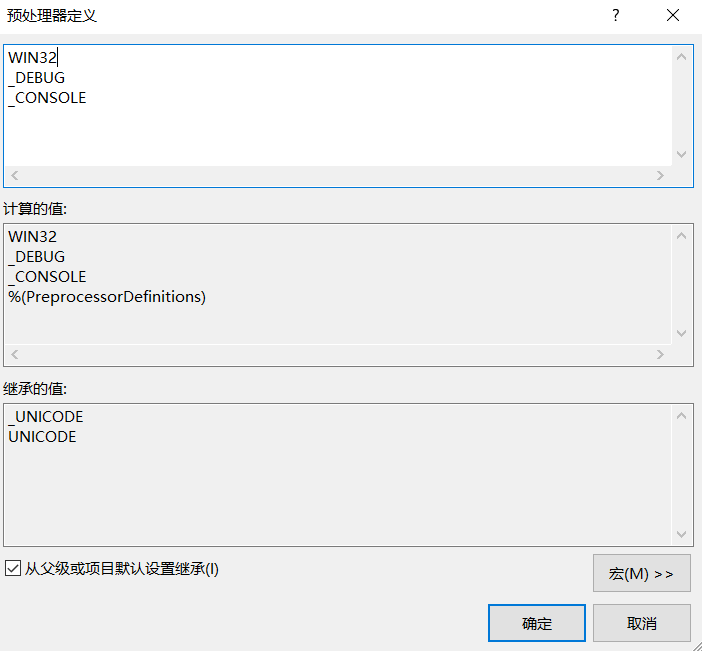 预处理器定义
WIN32
_DEBUG
_CONSOLE
计算的值:
WIN32
_DEBUG
_CONSOLE
%(PreprocessorDefinitions)
继承的值:
_UNICODE
UNICODE
从父级或项目默认设置继承(I)
宏(M) >>
确定
取消